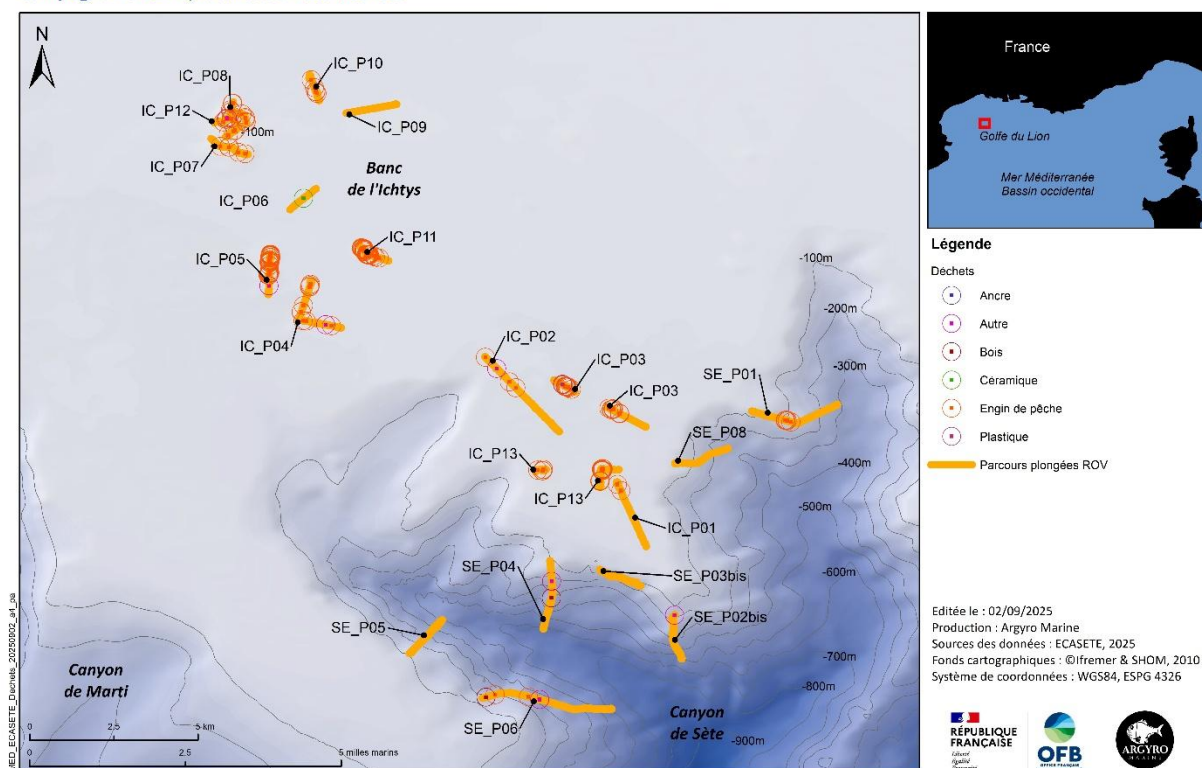 N
IC_P08
IC_P10
IC_P12
IC_P09
-100m
IC_P07
Banc
de l'Ichtys
IC_P06
IC_P11
IC_P05
IC_P04
-100m
-200m
IC_P02
IC_P03
-300m
IC_P03
SE_P01
SE_P08
-400m
IC_P13
IC_P13
-500m
IC_P01
SE_P04
SE_P03bis
-600m
SE_P05
SE_P02bis
-700m
Canyon
de Marti
-800m
SE_P06
Canyon
de Sète
-900m
0 2,5 5 km
0 2,5 5 milles marins
MED_ECASETE_Dechets_20250902_a4_pa
France
Golfe du Lion
Mer Méditerranée
Bassin occidental
Légende
Déchets
Ancre
Autre
Bois
Céramique
Engin de pêche
Plastique
Parcours plongées ROV
Editée le : 02/09/2025
Production : Argyro Marine
Sources des données : ECASETE, 2025
Fonds cartographiques : ©Ifremer & SHOM, 2010
Système de coordonnées : WGS84, ESPG 4326
RÉPUBLIQUE
FRANÇAISE
Liberté
Égalité
OFB
ARGYRO
MARINE